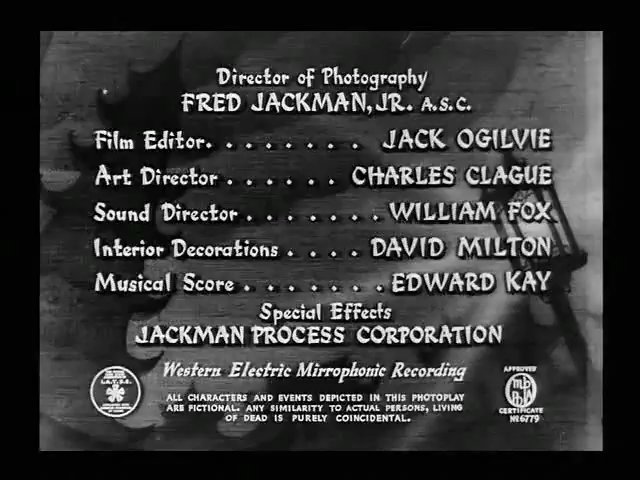 Director of Photography
FRED JACKMAN, JR. A.S.C.
Film Editor. . . . . . . . . JACK OGILVIE
Art Director . . . . . . CHARLES CLAGUE
Sound Director . . . . . . . WILLIAM FOX
Interior Decorations . . . . DAVID MILTON
Musical Score . . . . . . . EDWARD KAY
Special Effects
JACKMAN PROCESS CORPORATION
Western Electric Mirrophonic Recording
I.A.T.S.E.
ALL CHARACTERS AND EVENTS DEPICTED IN THIS PHOTOPLAY
ARE FICTIONAL. ANY SIMILARITY TO ACTUAL PERSONS, LIVING
OF DEAD IS PURELY COINCIDENTAL.
APPROVED
CERTIFICATE
No 6779